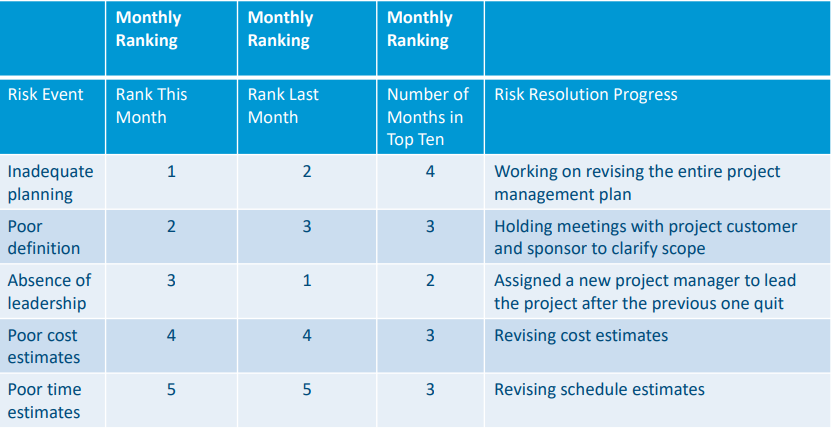 Monthly Ranking
Monthly Ranking
Monthly Ranking
Risk Event
Rank This Month
Rank Last Month
Number of Months in Top Ten
Risk Resolution Progress
Inadequate planning
1
2
4
Working on revising the entire project management plan
Poor definition
2
3
3
Holding meetings with project customer and sponsor to clarify scope
Absence of leadership
3
1
2
Assigned a new project manager to lead the project after the previous one quit
Poor cost estimates
4
4
3
Revising cost estimates
Poor time estimates
5
5
3
Revising schedule estimates